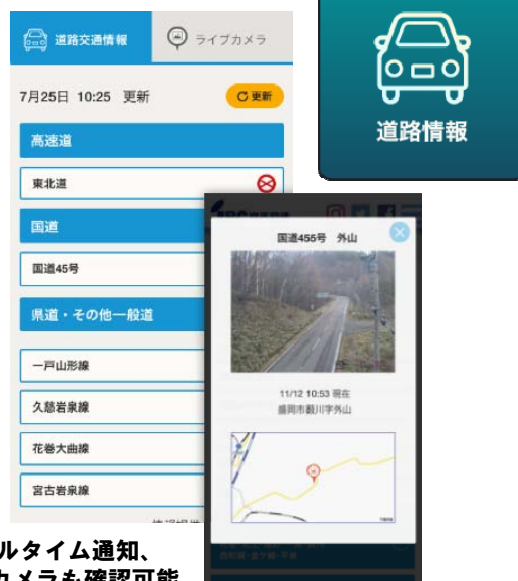 道路交通情報
ライブカメラ
7月25日 10:25 更新
更新
道路情報
高速道
東北道
国道
国道45号
県道・その他一般道
一戸山形線
久慈岩泉線
花巻大曲線
宮古岩泉線
国道455号 外山
11/12 10:53 現在
盛岡市藪川字外山
ルタイム通知、
カメラも確認可能